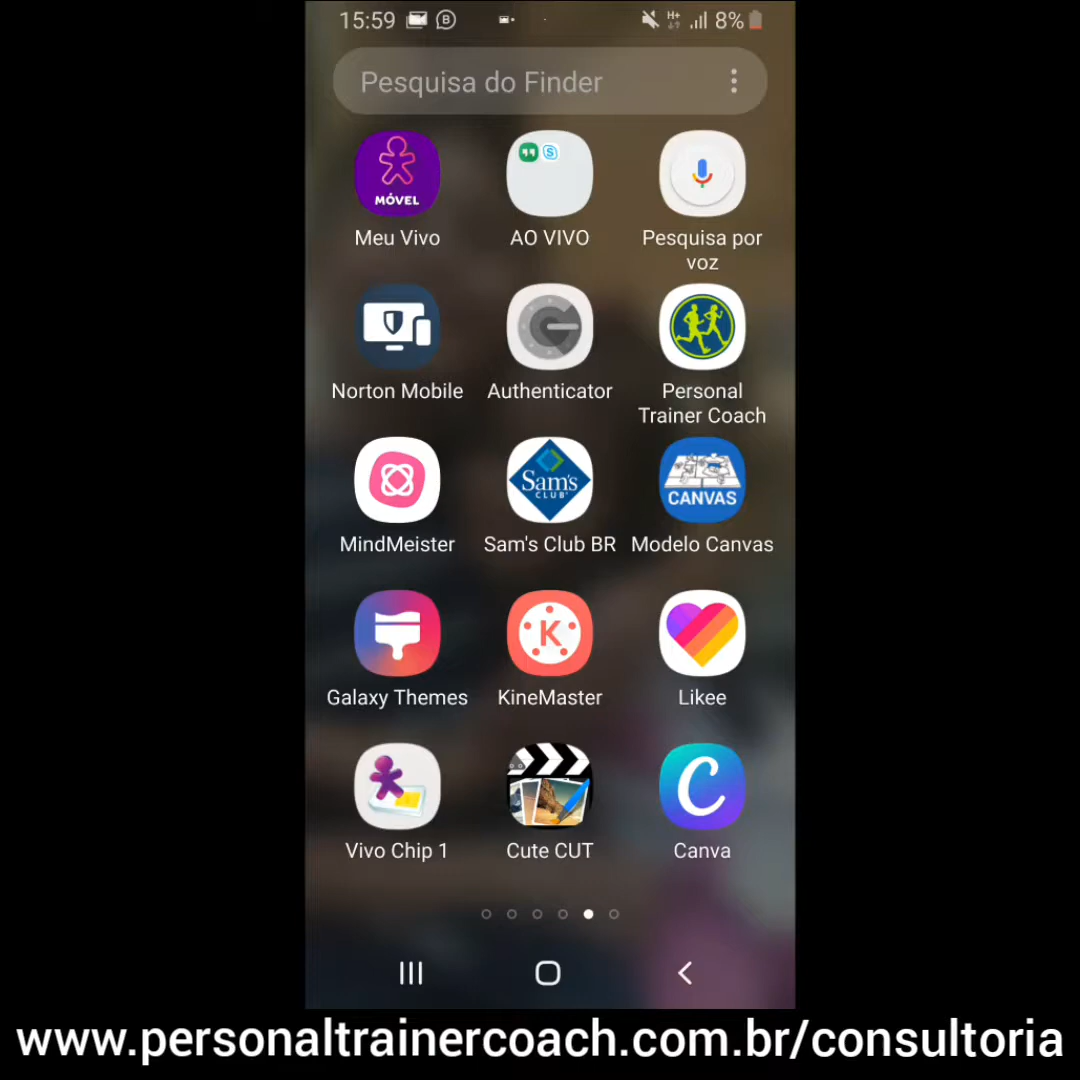 15:59 B H+ 8%
Pesquisa do Finder
MÓVEL
Meu Vivo AO VIVO Pesquisa por
voz
Norton Mobile Authenticator Personal
Trainer Coach
Sam's
CLUB
CANVAS
MindMeister Sam's Club BR Modelo Canvas
K
Galaxy Themes KineMaster Likee
C
Vivo Chip 1 Cute CUT Canva
www.personaltrainercoach.com.br/consultoria